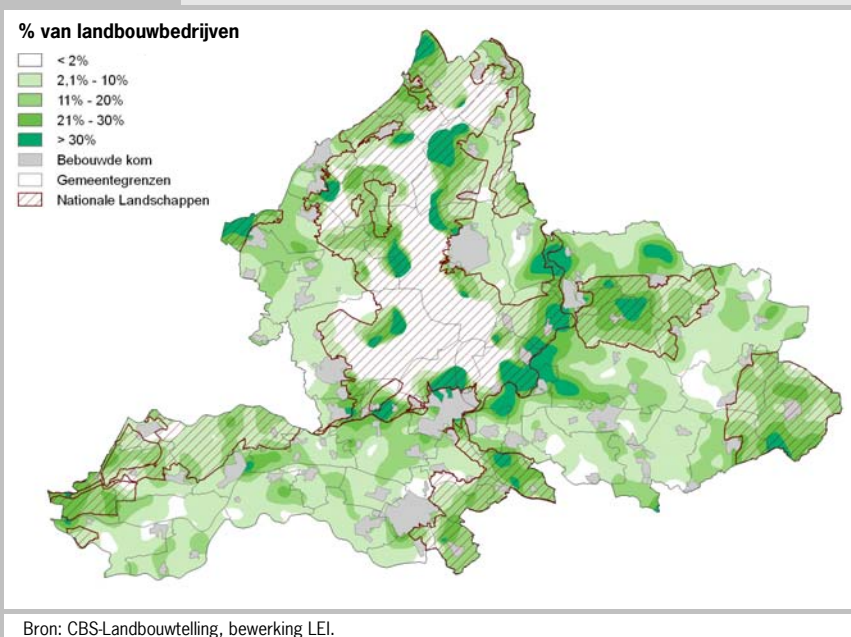 % van landbouwbedrijven
< 2%
2,1% - 10%
11% - 20%
21% - 30%
> 30%
Bebouwde kom
Gemeentegrenzen
Nationale Landschappen
Bron: CBS-Landbouwtelling, bewerking LEI.